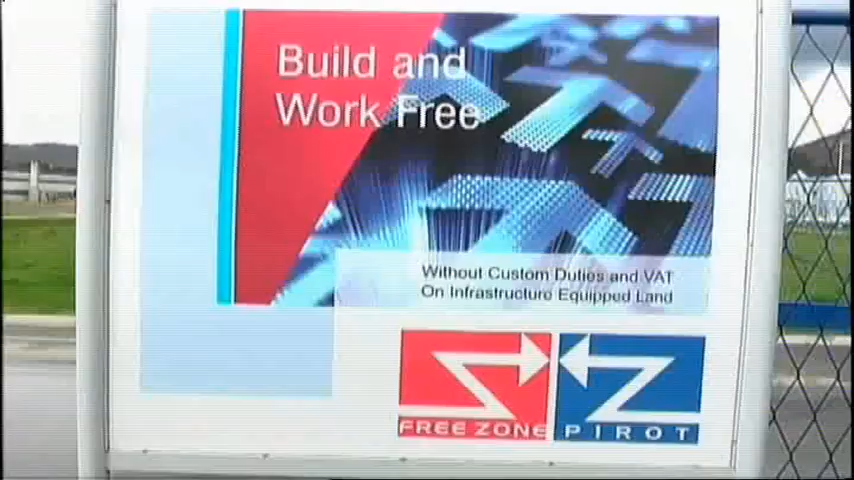 Build and
Work Free
Without Custom Duties and VAT
On Infrastructure Equipped Land
FREE ZONE PIROT